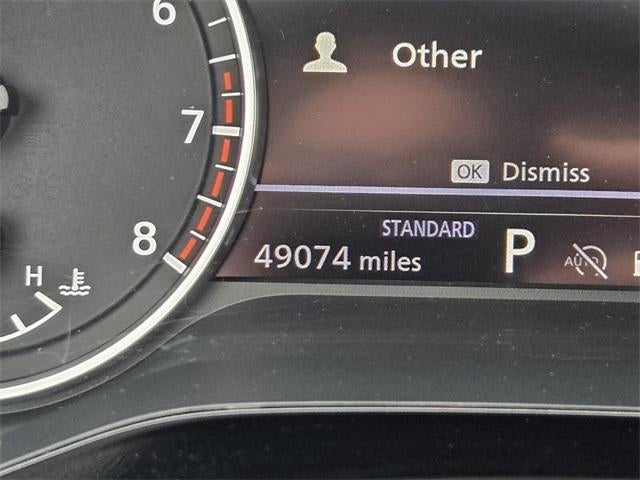 6
Other
7
OK Dismiss
STANDARD
8
49074 miles P AUTO
H